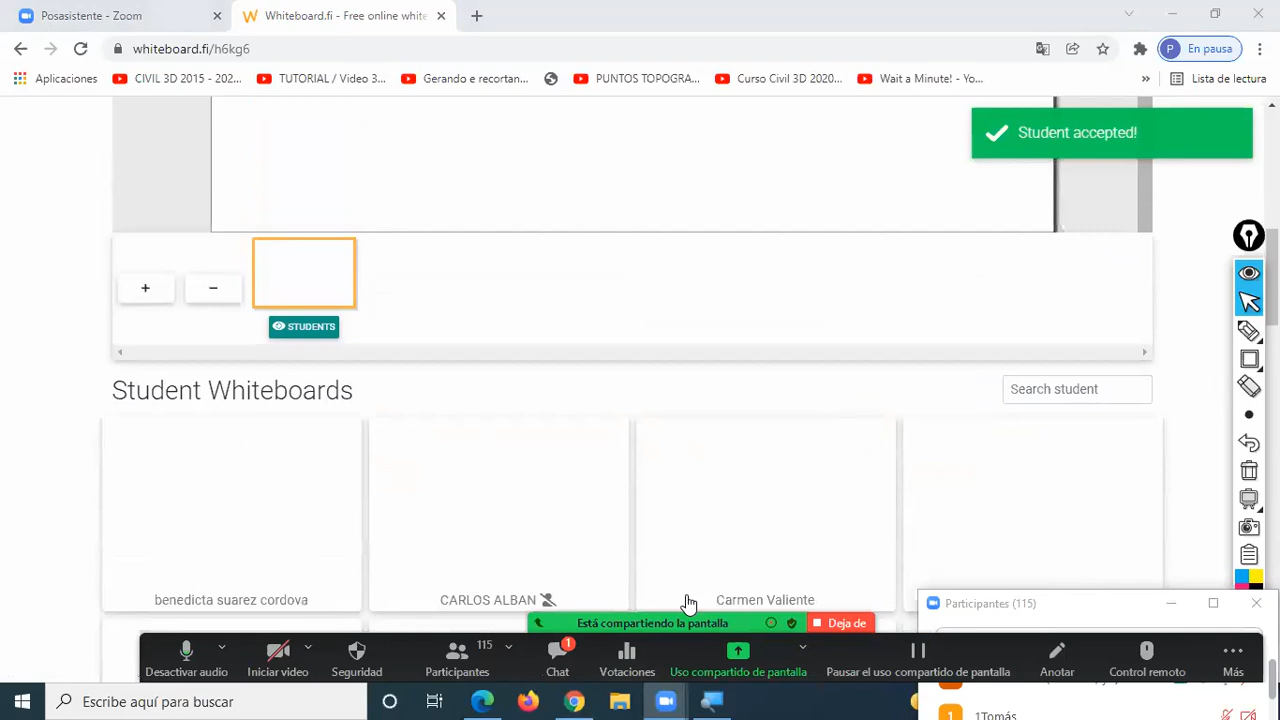 Posasistente - Zoom
Whiteboard.fi - Free online white
whiteboard.fi/h6kg6
En pausa
Aplicaciones
CIVIL 3D 2015 - 202...
TUTORIAL / Video 3...
Gerando e recortan...
PUNTOS TOPOGRA...
Curso Civil 3D 2020...
Wait a Minute! - Yo...
Lista de lectura
Student accepted!
STUDENTS
Student Whiteboards
Search student
benedicta suarez cordova
CARLOS ALBAN
Carmen Valiente
Participantes (115)
Está compartiendo la pantalla
Deja de
115
1
Desactivar audio
Iniciar video
Seguridad
Participantes
Chat
Votaciones
Uso compartido de pantalla
Pausar el uso compartido de pantalla
Anotar
Control remoto
Más
Escribe aquí para buscar
1Tomás